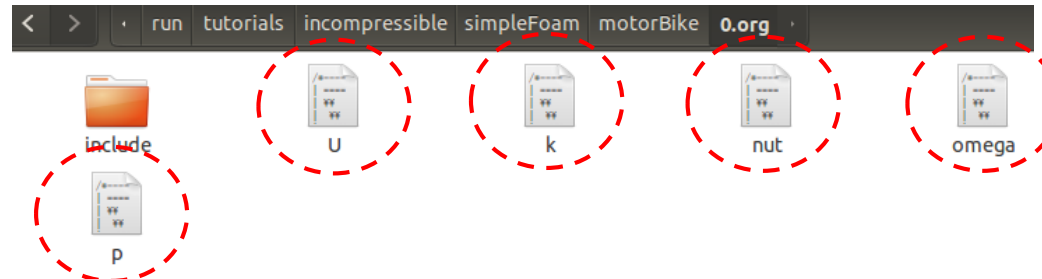 run tutorials incompressible simpleFoam motorBike 0.org
include U k nut omega
p